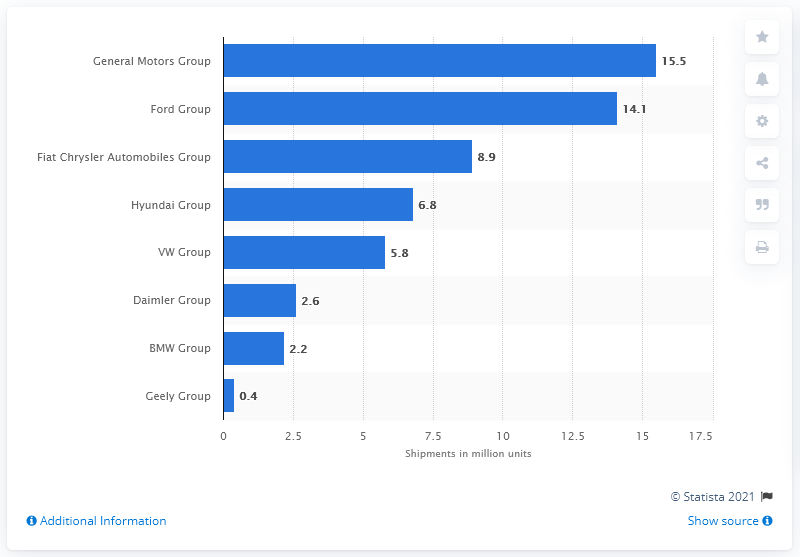 General Motors Group 15.5
Ford Group 14.1
Fiat Chrysler Automobiles Group 8.9
Hyundai Group 6.8
VW Group 5.8
Daimler Group 2.6
BMW Group 2.2
Geely Group 0.4
0 2.5 5 7.5 10 12.5 15 17.5
Shipments in million units
© Statista 2021
Additional Information Show source